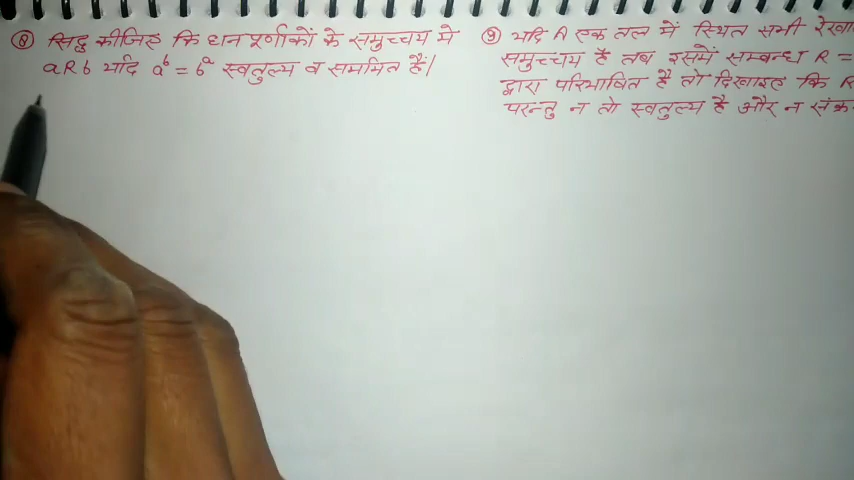 ⑧ सिद्ध कीजिए कि धान पूर्णाकों के समुच्चय मे
aRb यदि a^b = b^a स्वतुल्य व सममित हैं।
⑨ यदि A एक तल में स्थित सभी रेखा
समुच्चय है तब इसमें सम्बन्ध R =
द्वारा परिभाषित है तो दिखाइए कि R
परन्तु न तो स्वतुल्य है और न संक्र